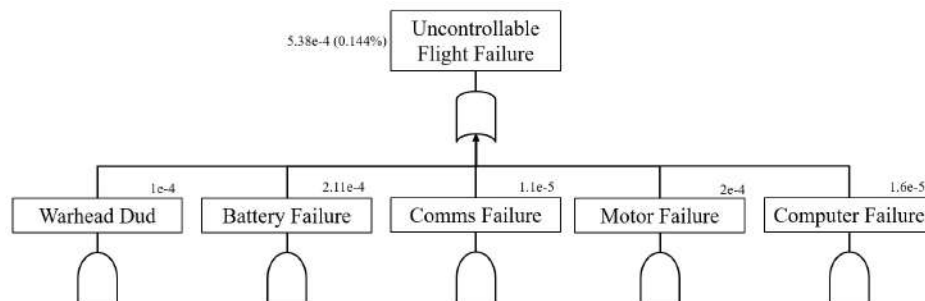 Uncontrollable
Flight Failure
5.38e-4 (0.144%)
1e-4
2.11e-4
1.1e-5
2e-4
1.6e-5
Warhead Dud
Battery Failure
Comms Failure
Motor Failure
Computer Failure